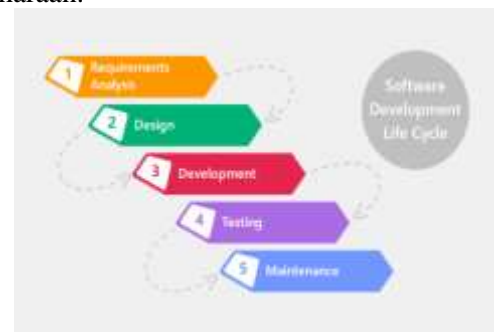 1
Requirements
Analysis
2
Design
3
Development
4
Testing
5
Maintenance
Software
Development
Life Cycle